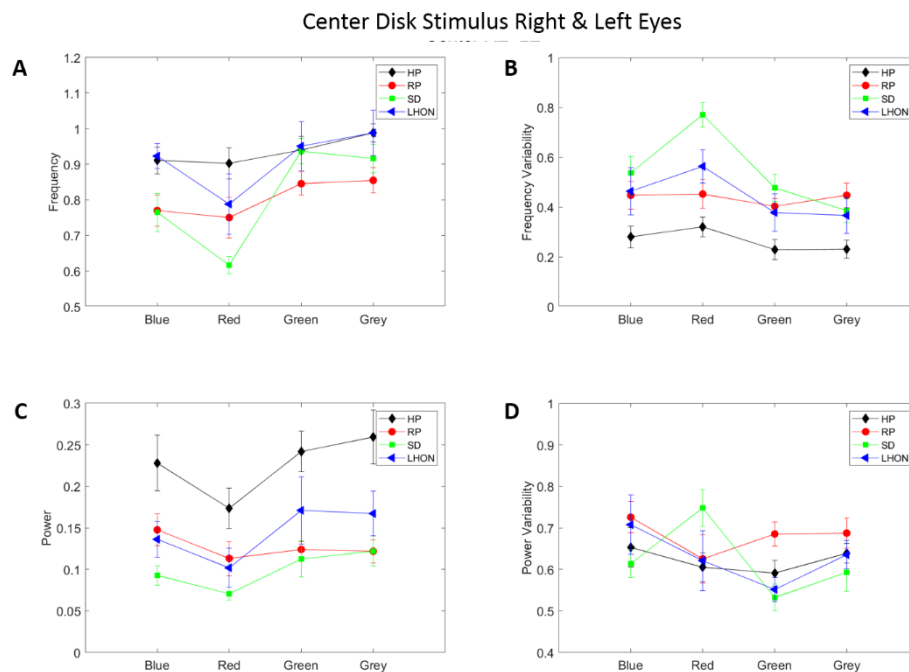 Center Disk Stimulus Right & Left Eyes
A
1.2
1.1
1
0.9
0.8
0.7
0.6
0.5
Frequency
Blue Red Green Grey
HP
RP
SD
LHON
B
1
0.8
0.6
0.4
0.2
0
Frequency Variability
Blue Red Green Grey
HP
RP
SD
LHON
C
0.3
0.25
0.2
0.15
0.1
0.05
0
Power
Blue Red Green Grey
HP
RP
SD
LHON
D
1
0.9
0.8
0.7
0.6
0.5
0.4
Power Variability
Blue Red Green Grey
HP
RP
SD
LHON